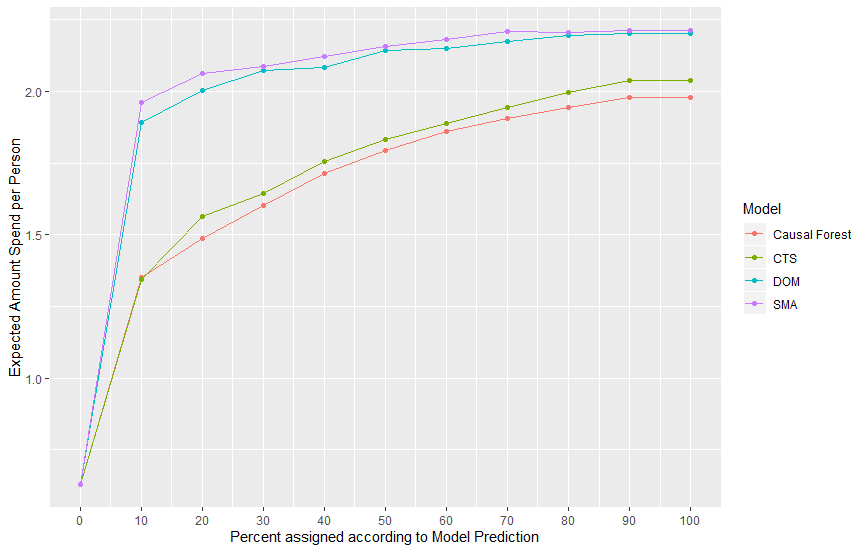 2.0
1.5
1.0
Expected Amount Spend per Person
0 10 20 30 40 50 60 70 80 90 100
Percent assigned according to Model Prediction
Model
Causal Forest
CTS
DOM
SMA